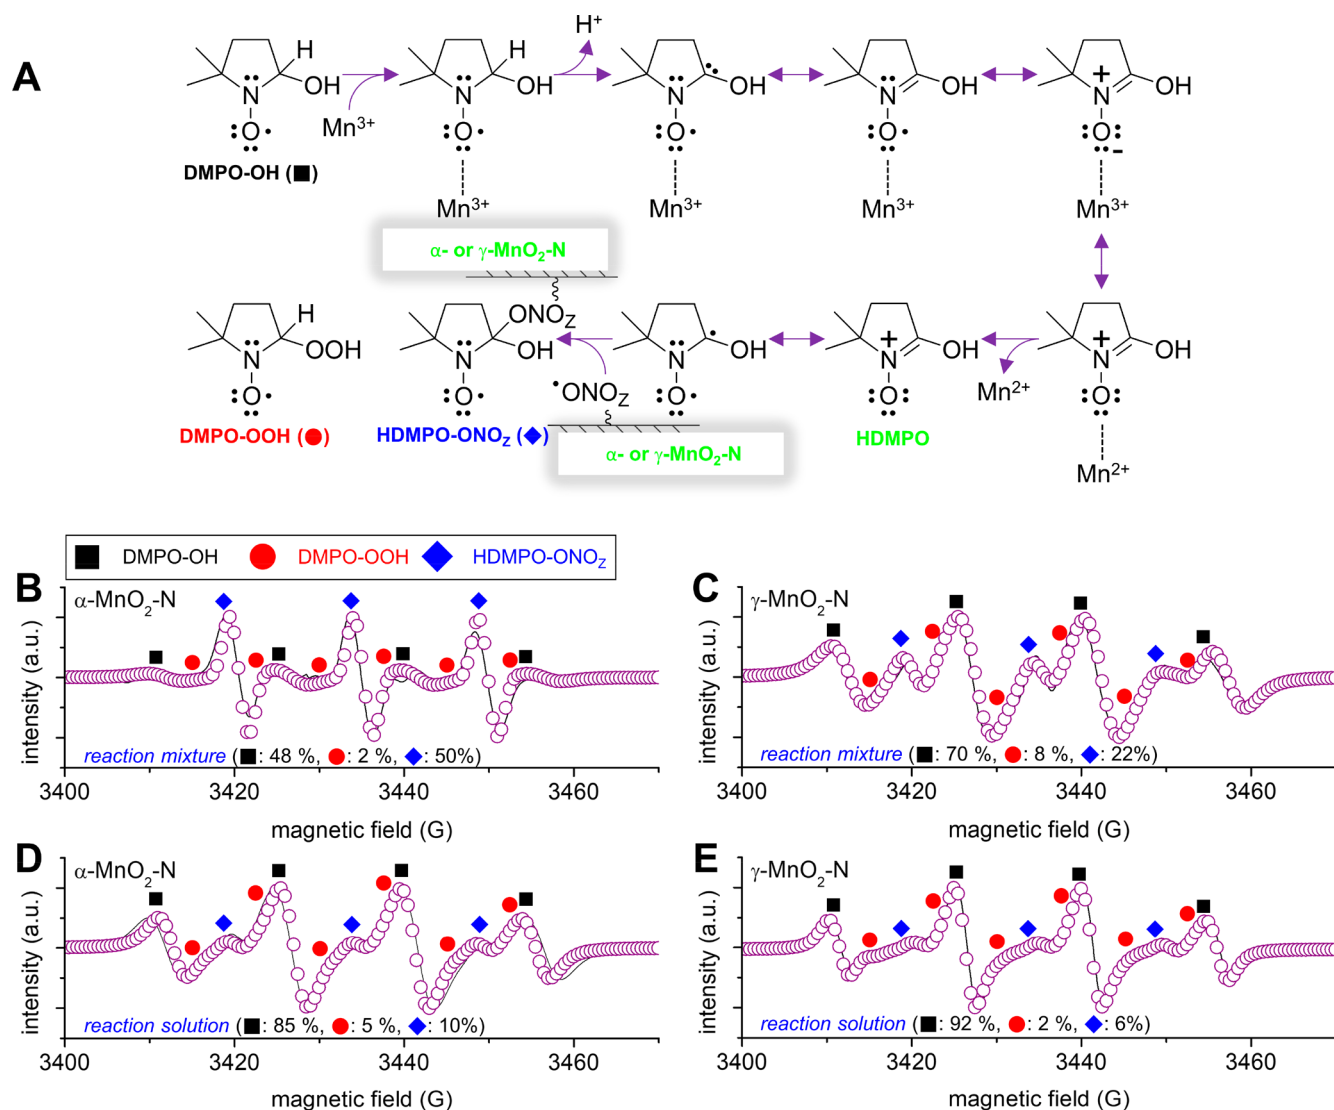 A
H
OH
N
:O·
Mn³⁺
DMPO-OH (■)
H
OH
N
:O·
Mn³⁺
H⁺
OH
N
:O·
Mn³⁺
OH
N
:O·
Mn³⁺
+
OH
N
:O:
-
Mn³⁺
α- or γ-MnO₂-N
H
OOH
N
:O·
DMPO-OOH (●)
ONO_Z
OH
N
:O·
HDMPO-ONO_Z (◆)
OH
N
:O·
·ONO_Z
α- or γ-MnO₂-N
+
OH
N
:O·
HDMPO
Mn²⁺
+
OH
N
:O·
Mn²⁺
■ DMPO-OH ● DMPO-OOH ◆ HDMPO-ONO_Z
B
α-MnO₂-N
intensity (a.u.)
reaction mixture (■: 48 %, ●: 2 %, ◆: 50%)
3400 3420 3440 3460
magnetic field (G)
C
γ-MnO₂-N
intensity (a.u.)
reaction mixture (■: 70 %, ●: 8 %, ◆: 22%)
3400 3420 3440 3460
magnetic field (G)
D
α-MnO₂-N
intensity (a.u.)
reaction solution (■: 85 %, ●: 5 %, ◆: 10%)
3400 3420 3440 3460
magnetic field (G)
E
γ-MnO₂-N
intensity (a.u.)
reaction solution (■: 92 %, ●: 2 %, ◆: 6%)
3400 3420 3440 3460
magnetic field (G)